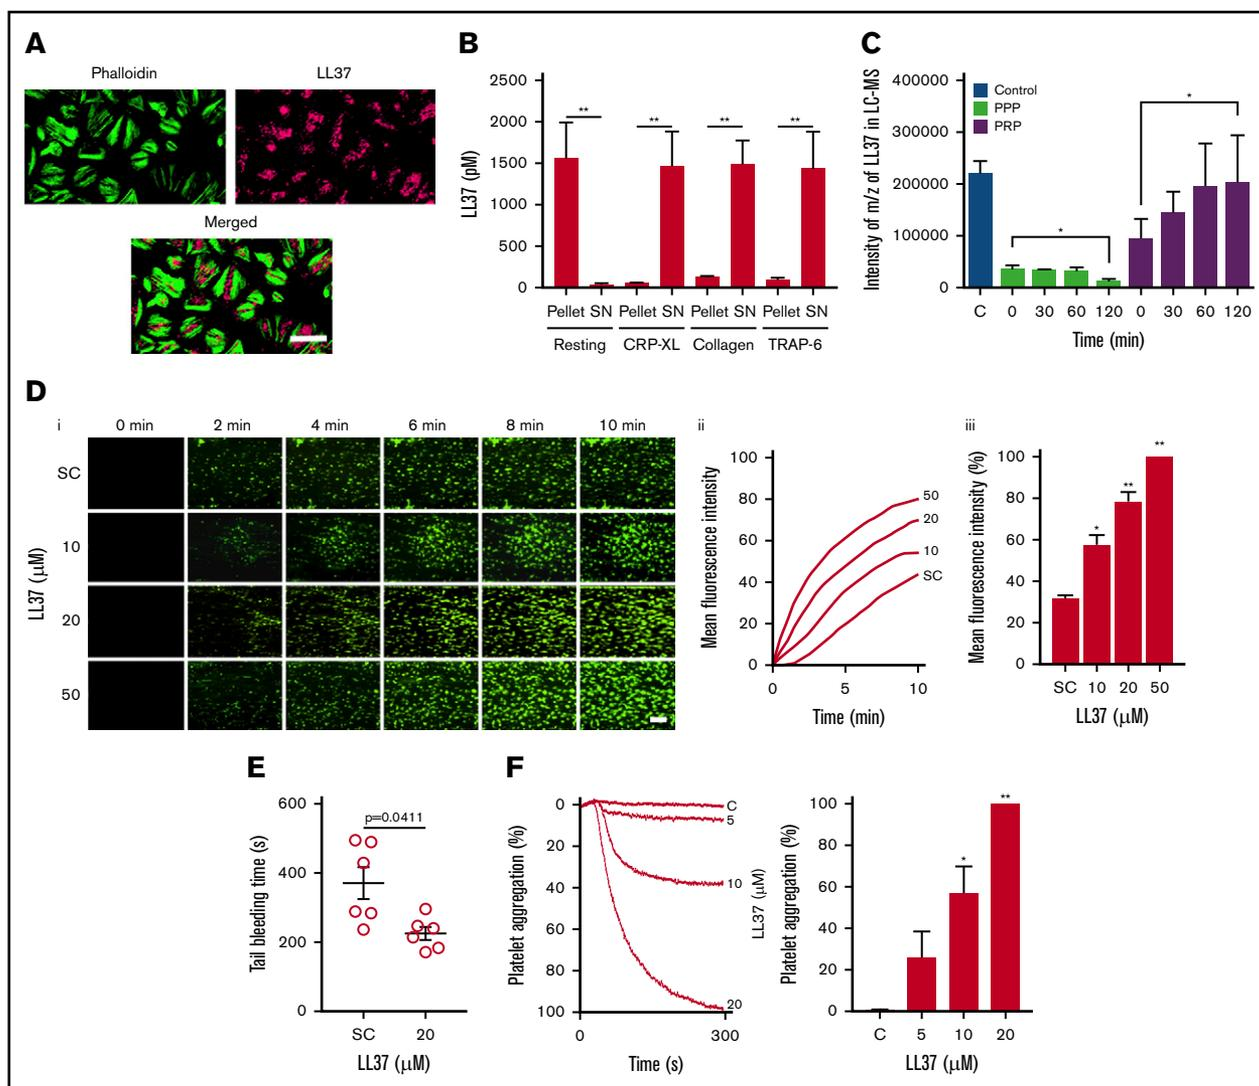 A
Phalloidin
LL37
Merged
B
LL37 (pM)
2500
2000
1500
1000
500
0
**
**
**
**
Pellet SN Pellet SN Pellet SN Pellet SN
Resting CRP-XL Collagen TRAP-6
C
Intensity of m/z of LL37 in LC-MS
400000
300000
200000
100000
0
Control
PPP
PRP
*
*
C 0 30 60 120 0 30 60 120
Time (min)
D
i
0 min 2 min 4 min 6 min 8 min 10 min
LL37 (μM)
SC
10
20
50
ii
Mean fluorescence intensity
100
80
60
40
20
0
50
20
10
SC
0 5 10
Time (min)
iii
Mean fluorescence intensity (%)
100
80
60
40
20
0
*
**
**
SC 10 20 50
LL37 (μM)
E
Tail bleeding time (s)
600
400
200
0
p=0.0411
SC 20
LL37 (μM)
F
Platelet aggregation (%)
0
20
40
60
80
100
C
5
10
20
LL37 (μM)
0 300
Time (s)
Platelet aggregation (%)
100
80
60
40
20
0
*
**
C 5 10 20
LL37 (μM)